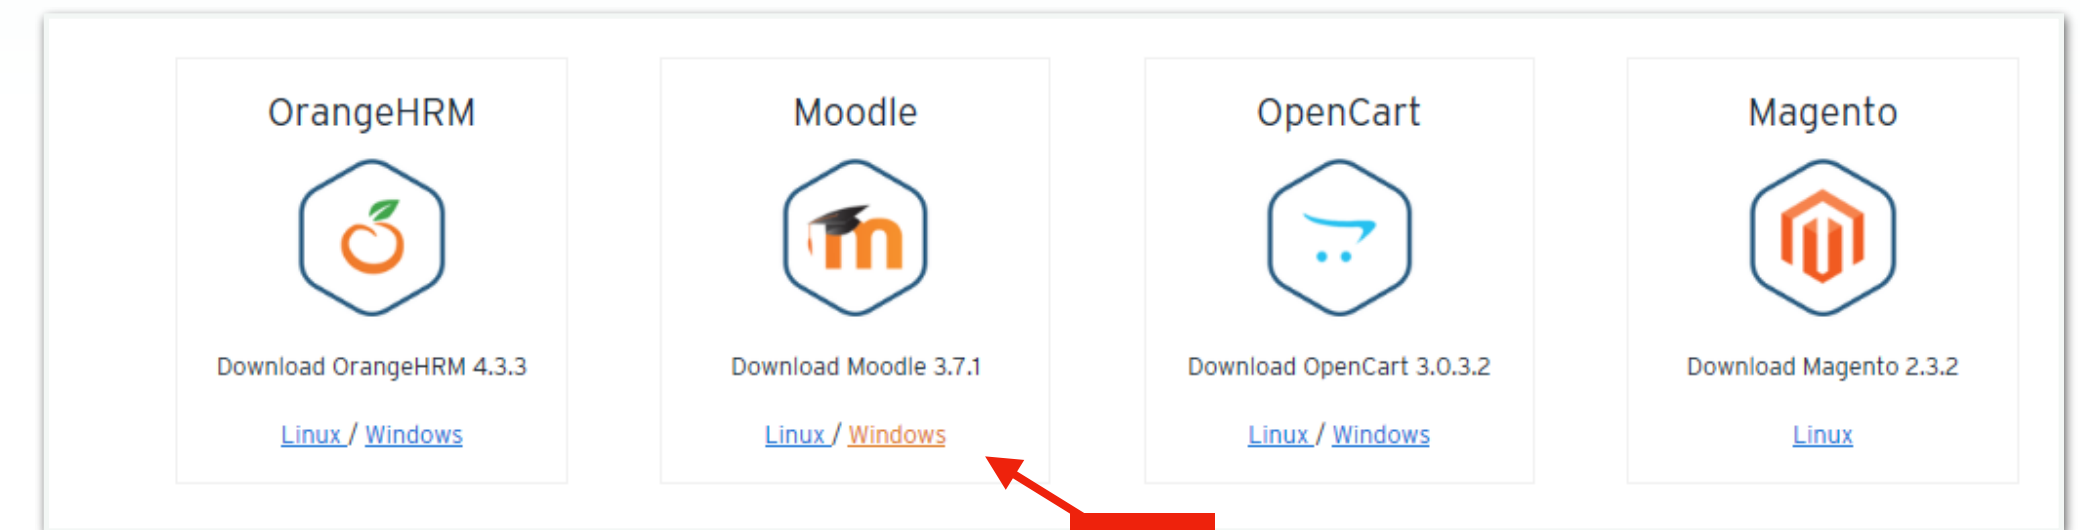 OrangeHRM
Download OrangeHRM 4.3.3
Linux / Windows
Moodle
m
Download Moodle 3.7.1
Linux / Windows
OpenCart
Download OpenCart 3.0.3.2
Linux / Windows
Magento
Download Magento 2.3.2
Linux